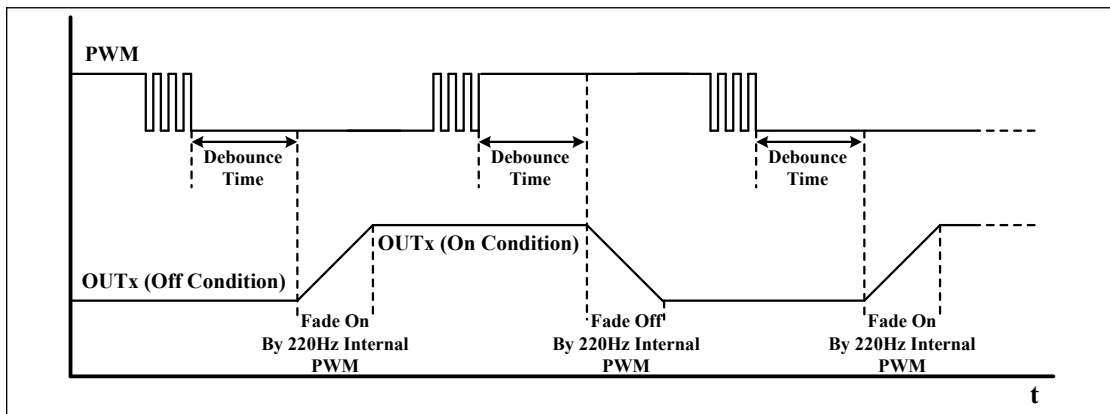 PWM
Debounce
Time
Debounce
Time
Debounce
Time
OUTx (On Condition)
OUTx (Off Condition)
Fade On
By 220Hz Internal
PWM
Fade Off
By 220Hz Internal
PWM
Fade On
By 220Hz Internal
PWM
t